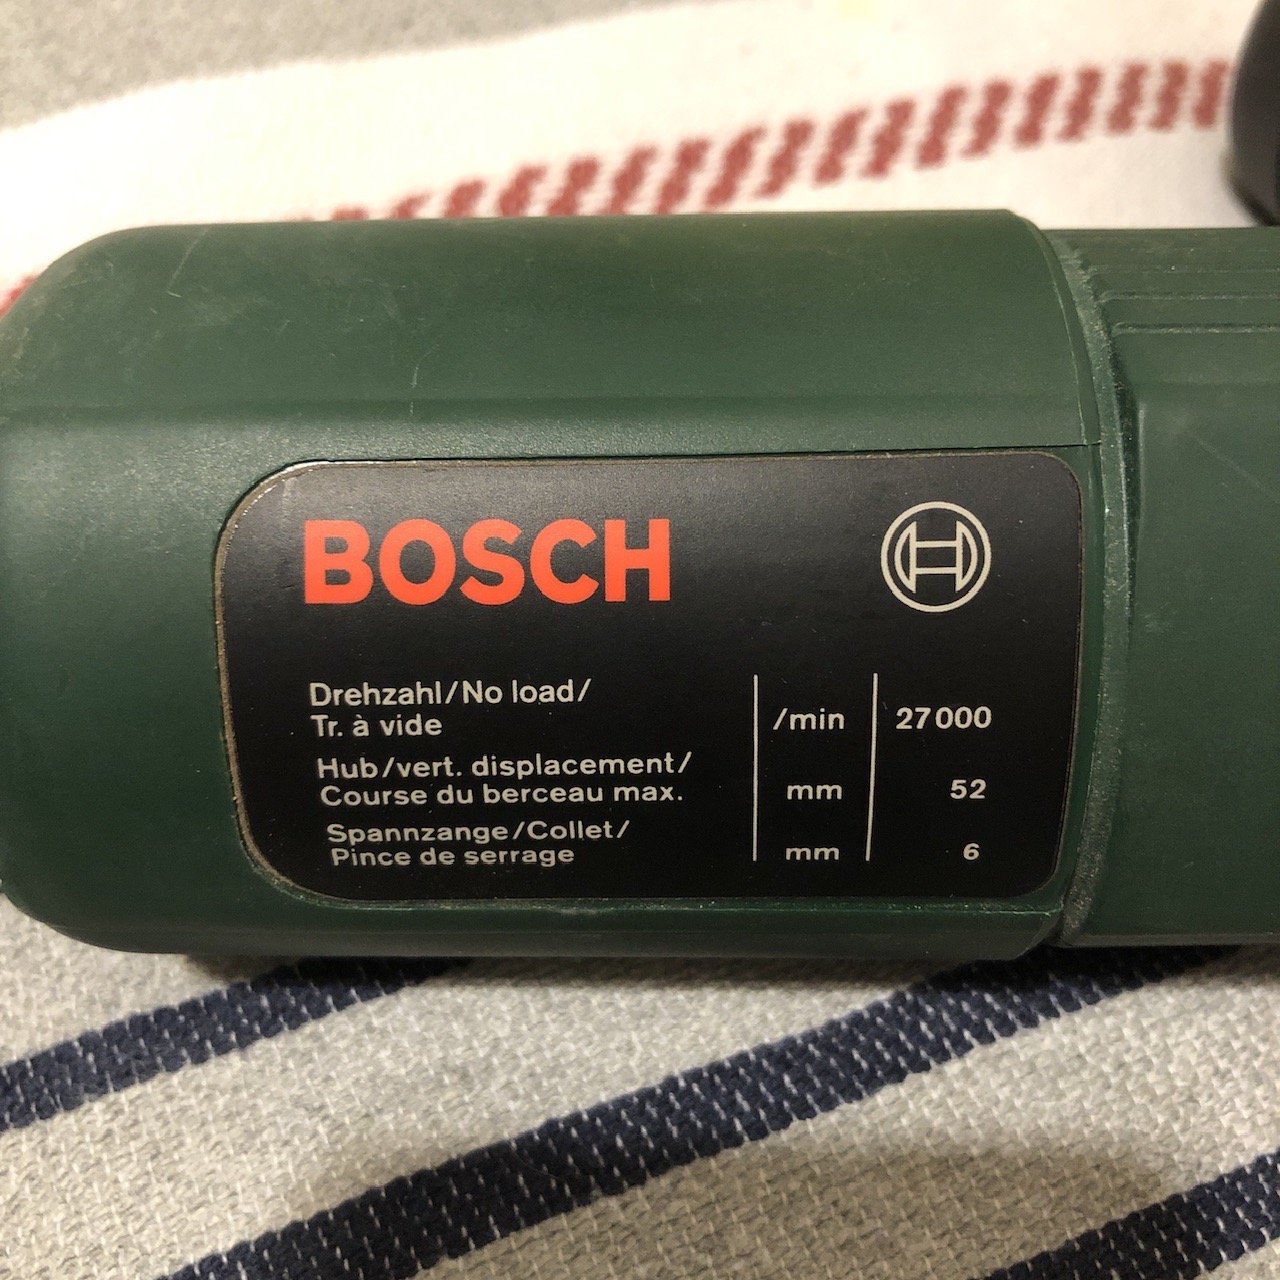 BOSCH
Drehzahl/No load/
Tr. à vide
/min
27000
Hub/vert. displacement/
Course du berceau max.
mm
52
Spannzange/Collet/
Pince de serrage
mm
6